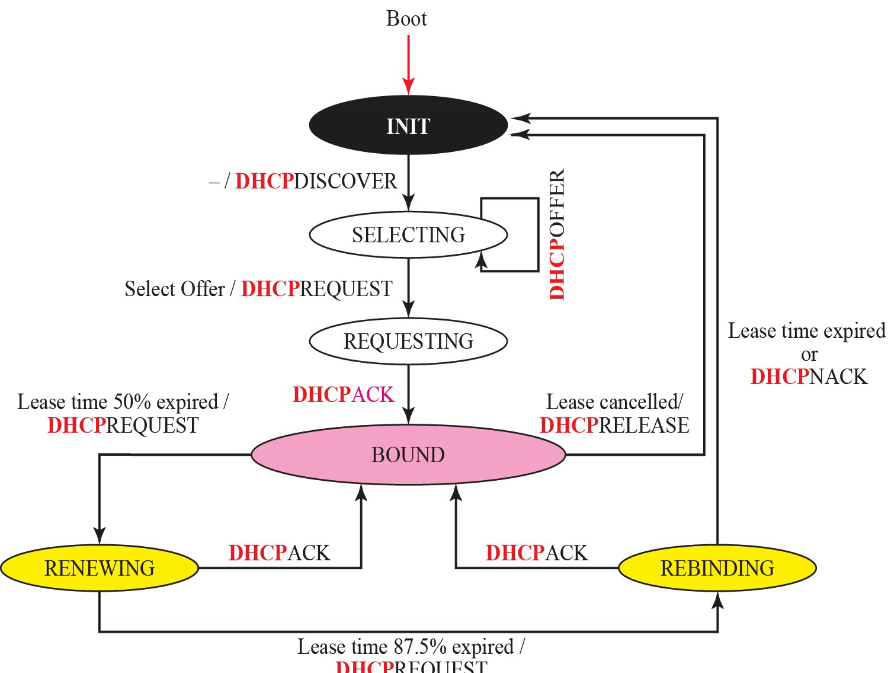 Boot
INIT
– / DHCPDISCOVER
DHCPOFFER
SELECTING
Select Offer / DHCPREQUEST
REQUESTING
Lease time expired
or
DHCPNACK
DHCPACK
Lease time 50% expired /
DHCPREQUEST
Lease cancelled/
DHCPRELEASE
BOUND
DHCPACK
DHCPACK
RENEWING
REBINDING
Lease time 87.5% expired /
DHCPREQUEST